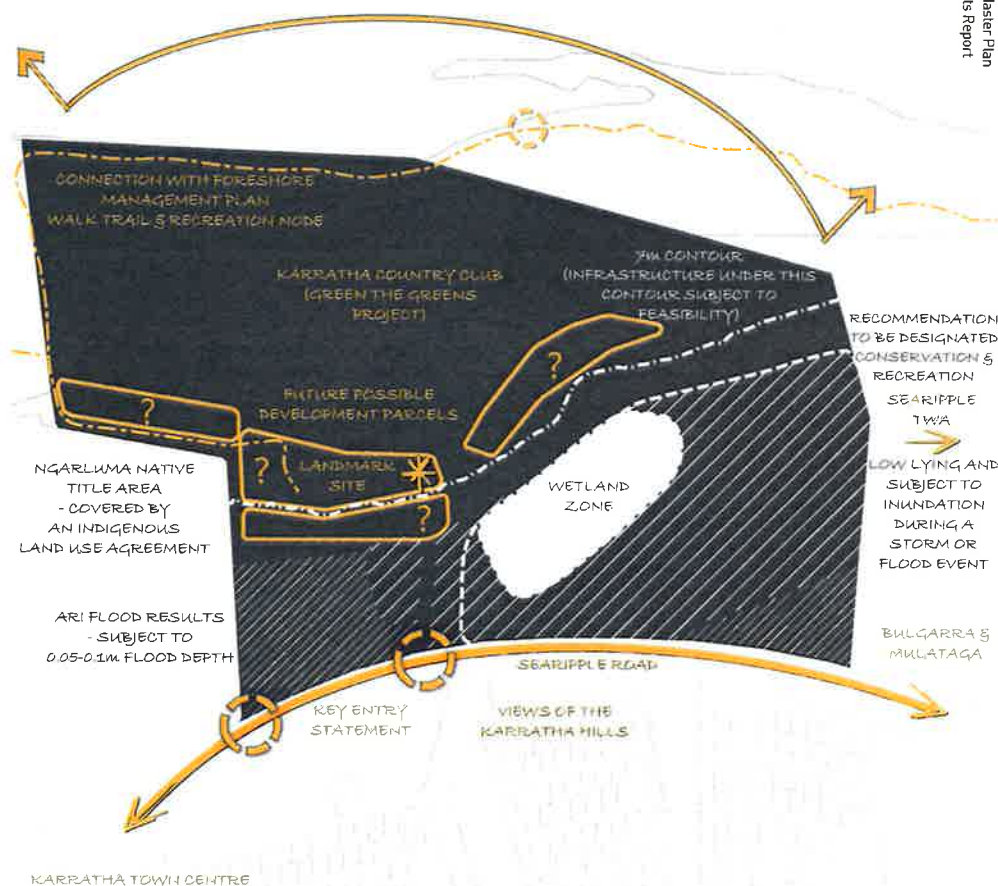 laster Plan
ts Report
CONNECTION WITH FORESHORE
MANAGEMENT PLAN
WALK TRAIL & RECREATION NODE
KARRATHA COUNTRY CLUB
(GREEN THE GREENS
PROJECT)
7m CONTOUR
(INFRASTRUCTURE UNDER THIS
CONTOUR SUBJECT TO
FEASIBILITY)
RECOMMENDATION
TO BE DESIGNATED
CONSERVATION &
RECREATION
SEARIPPLE
TWA
LOW LYING AND
SUBJECT TO
INUNDATION
DURING A
STORM OR
FLOOD EVENT
?
FUTURE POSSIBLE
DEVELOPMENT PARCELS
?
?
LANDMARK
SITE
?
WETLAND
ZONE
NGARLUMA NATIVE
TITLE AREA
- COVERED BY
AN INDIGENOUS
LAND USE AGREEMENT
ARI FLOOD RESULTS
- SUBJECT TO
0.05-0.1m FLOOD DEPTH
BULGARRA &
MULATAGA
SEARIPPLE ROAD
KEY ENTRY
STATEMENT
VIEWS OF THE
KARRATHA HILLS
KARRATHA TOWN CENTRE